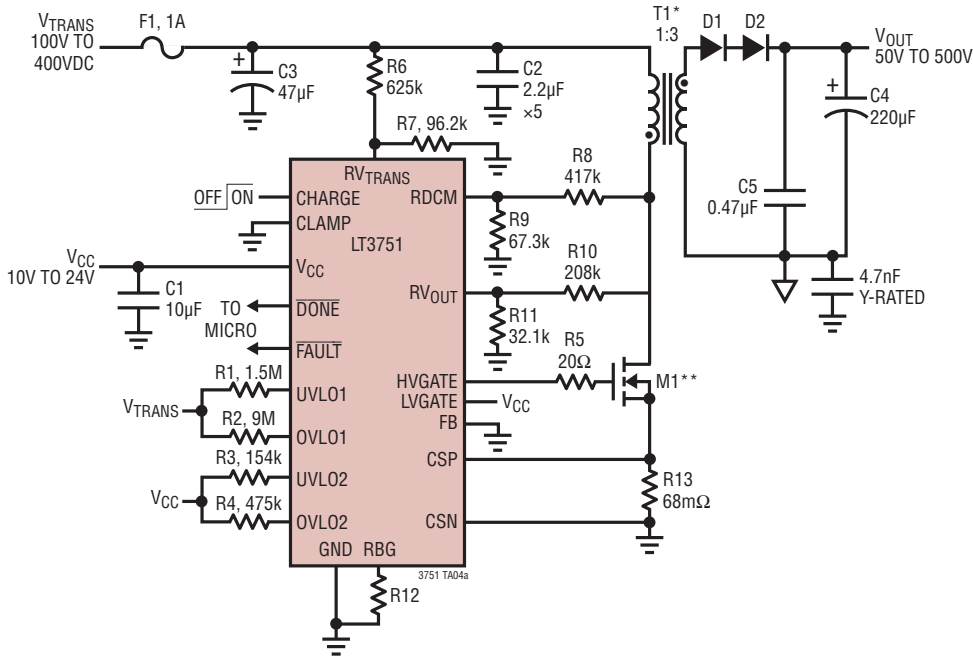 VTRANS
100V TO
400VDC
F1, 1A
+
C3
47µF
R6
625k
C2
2.2µF
×5
R7, 96.2k
T1*
1:3
D1
D2
VOUT
50V TO 500V
+
C4
220µF
C5
0.47µF
4.7nF
Y-RATED
OFF ON
RVTRANS
CHARGE
CLAMP
LT3751
VCC
DONE
FAULT
UVLO1
OVLO1
UVLO2
OVLO2
GND RBG
RDCM
RVOUT
HVGATE
LVGATE
FB
CSP
CSN
VCC
10V TO 24V
C1
10µF
TO
MICRO
R1, 1.5M
VTRANS
R2, 9M
R3, 154k
VCC
R4, 475k
R8
417k
R9
67.3k
R10
208k
R11
32.1k
R5
20Ω
M1**
VCC
R13
68mΩ
3751 TA04a
R12